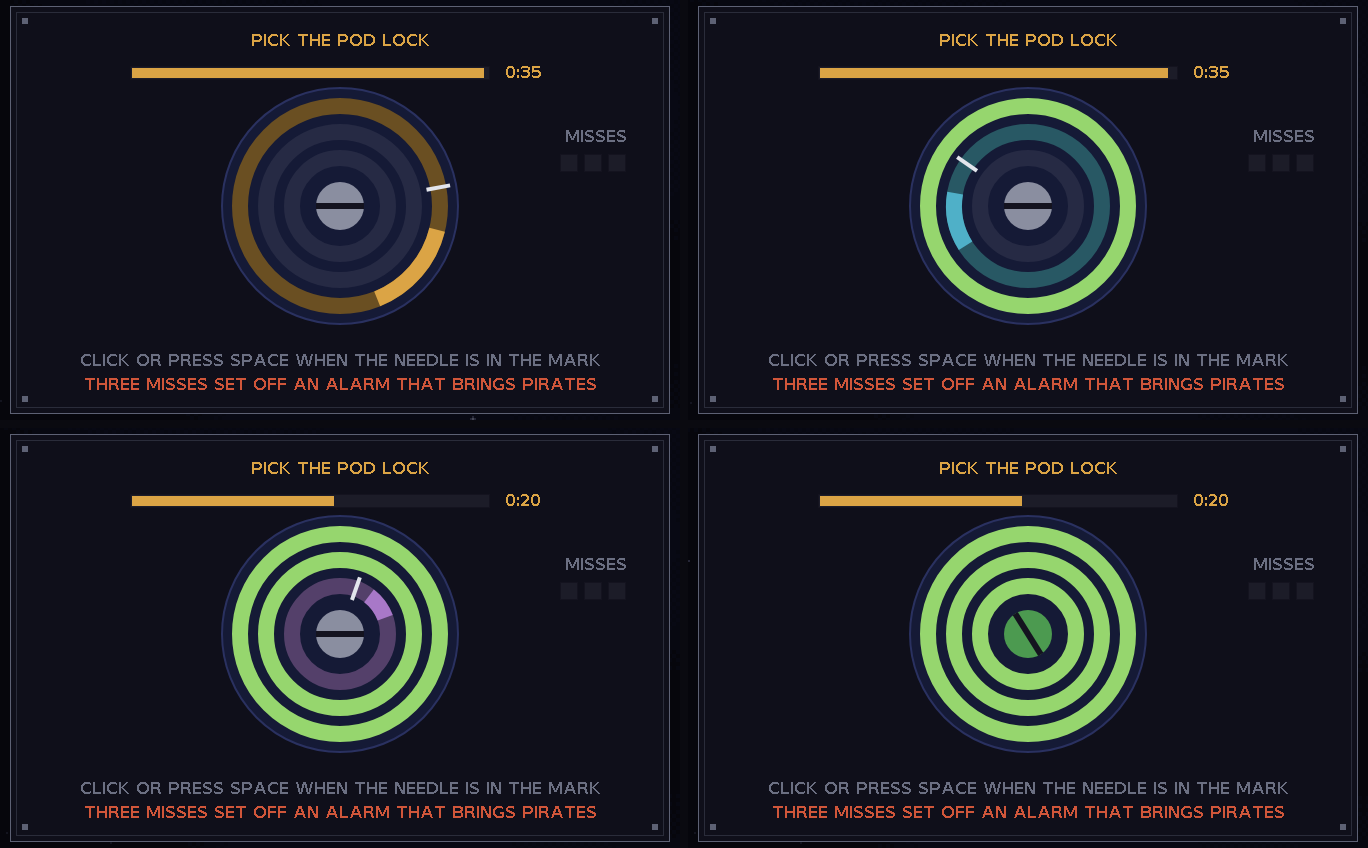 PICK THE POD LOCK
0:35
MISSES
CLICK OR PRESS SPACE WHEN THE NEEDLE IS IN THE MARK
THREE MISSES SET OFF AN ALARM THAT BRINGS PIRATES
PICK THE POD LOCK
0:35
MISSES
CLICK OR PRESS SPACE WHEN THE NEEDLE IS IN THE MARK
THREE MISSES SET OFF AN ALARM THAT BRINGS PIRATES
PICK THE POD LOCK
0:20
MISSES
CLICK OR PRESS SPACE WHEN THE NEEDLE IS IN THE MARK
THREE MISSES SET OFF AN ALARM THAT BRINGS PIRATES
PICK THE POD LOCK
0:20
MISSES
CLICK OR PRESS SPACE WHEN THE NEEDLE IS IN THE MARK
THREE MISSES SET OFF AN ALARM THAT BRINGS PIRATES